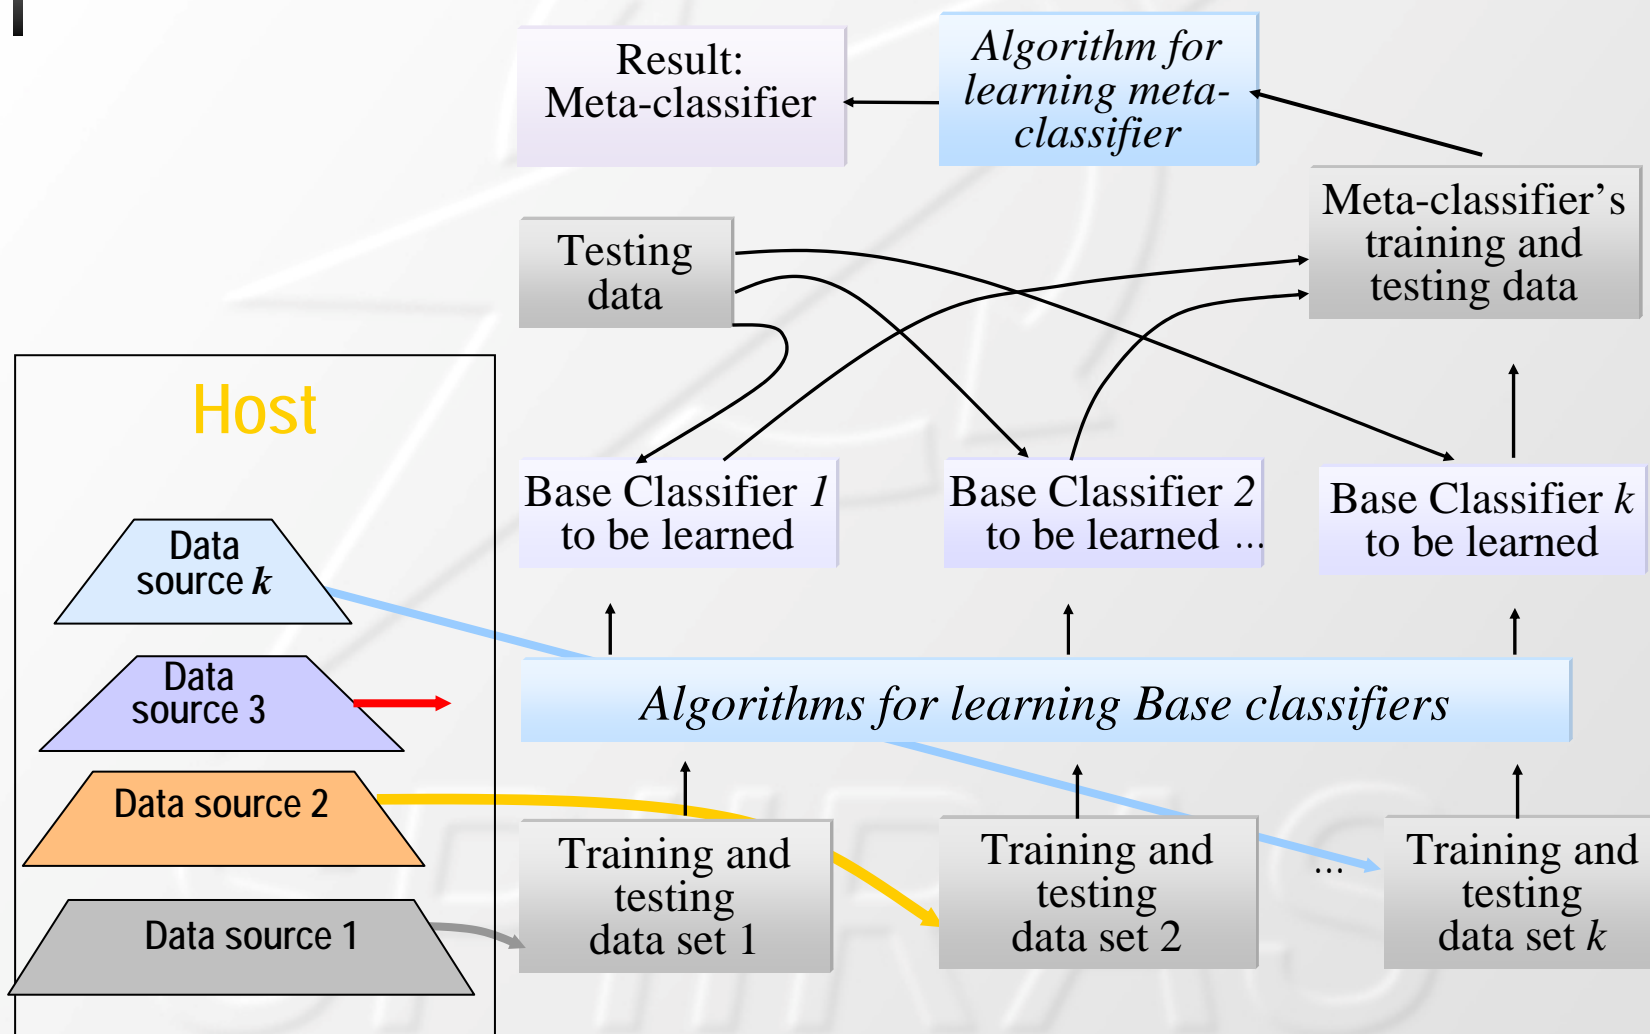 Result:
Meta-classifier
Algorithm for
learning meta-
classifier
Meta-classifier's
training and
testing data
Testing
data
Host
Base Classifier 1
to be learned
Base Classifier 2
to be learned ...
Base Classifier k
to be learned
Data
source k
Data
source 3
Algorithms for learning Base classifiers
Data source 2
Data source 1
Training and
testing
data set 1
Training and
testing
data set 2
...
Training and
testing
data set k